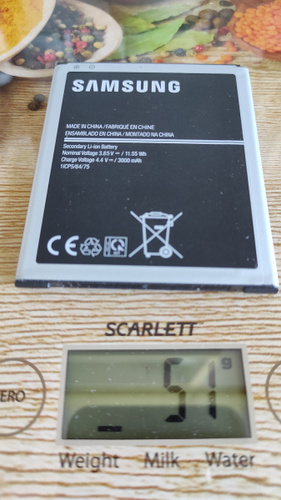 SAMSUNG
MADE IN CHINA / FABRIQUÉ EN CHINE
ENSAMBLADO EN CHINA / MONTADO NA CHINA
Secondary Li-ion Battery
Nominal Voltage 3.85 V ⎓ / 11.55 Wh
Charge Voltage 4.4 V ⎓ / 3000 mAh
1ICP5/64/75
CE
SCARLETT
ERO
51 g
Weight Milk Water